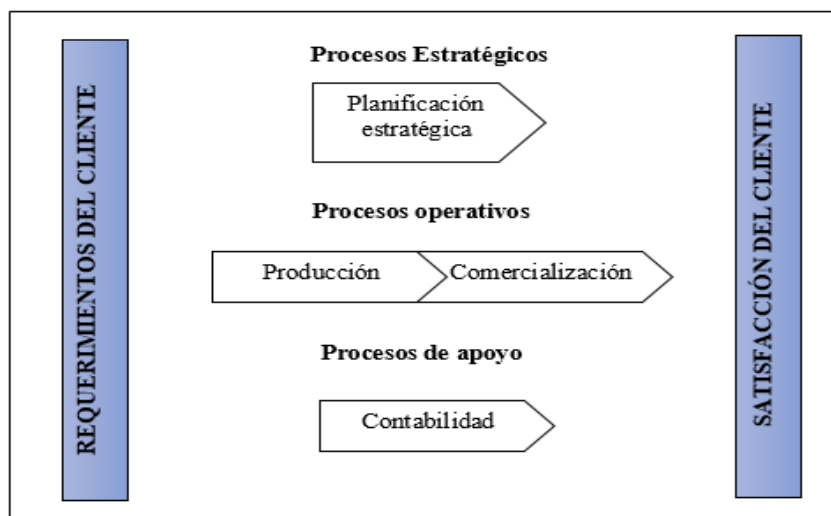 REQUERIMIENTOS DEL CLIENTE
Procesos Estratégicos
Planificación
estratégica
Procesos operativos
Producción
Comercialización
Procesos de apoyo
Contabilidad
SATISFACCIÓN DEL CLIENTE